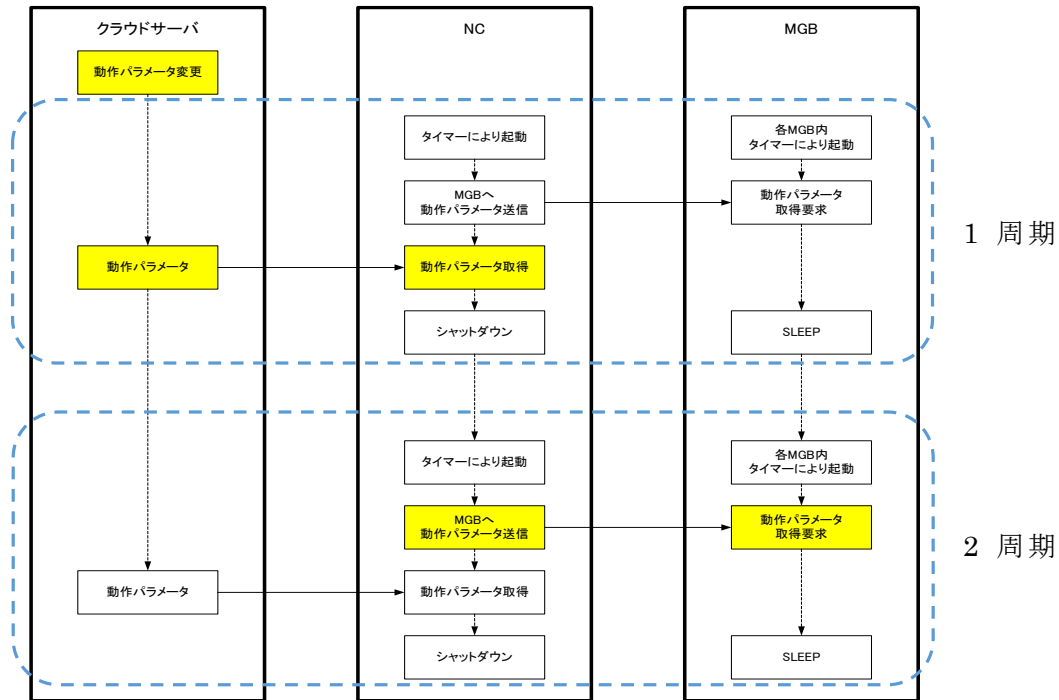 クラウドサーバ
NC
MGB
動作パラメータ変更
タイマーにより起動
各MGB内
タイマーにより起動
MGBへ
動作パラメータ送信
動作パラメータ
取得要求
1 周期
動作パラメータ
動作パラメータ取得
シャットダウン
SLEEP
タイマーにより起動
各MGB内
タイマーにより起動
MGBへ
動作パラメータ送信
動作パラメータ
取得要求
2 周期
動作パラメータ
動作パラメータ取得
シャットダウン
SLEEP